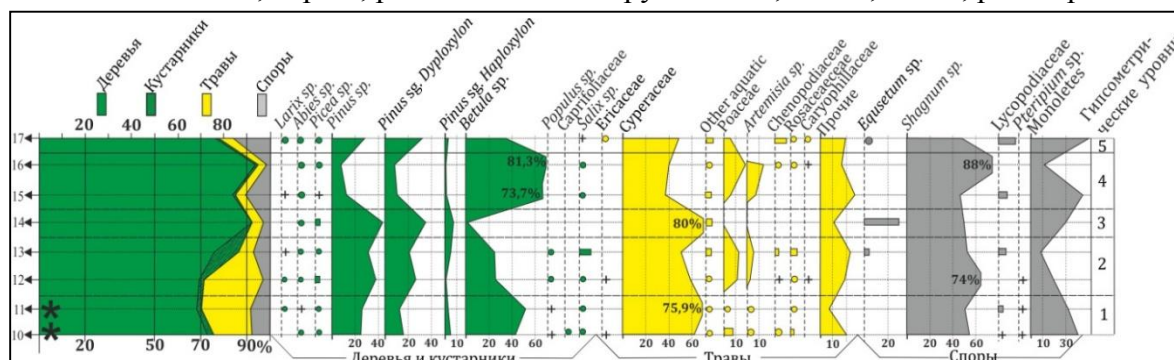 Деревья
Кустарники
Травы
Споры
Larix sp.
Abies sp.
Picea sp.
Pinus sp.
Pinus sg. Dyploxylon
Pinus sg. Haploxylon
Betula sp.
Populus sp.
Caprifoliaceae
Salix sp.
Ericaceae
Cyperaceae
Other aquatic
Poaceae
Artemisia sp.
Chenopodiaceae
Rosaceaeceae
Caryophillaceae
Прочие
Equsetum sp.
Shagnum sp.
Lycopodiaceae
Pteripium sp.
Monoletes
Гипсометри-
ческие уровни
20 40 60 80
17 5
16 81,3% 88% 4
15 73,7%
14 80% 3
13 2
12 74%
11 75,9% 1
10
20 50 70 90% 20 40 20 40 10 20 40 60 20 40 60 10 10 10 20 20 40 60 10 30
Деревья и кустарники Травы Споры